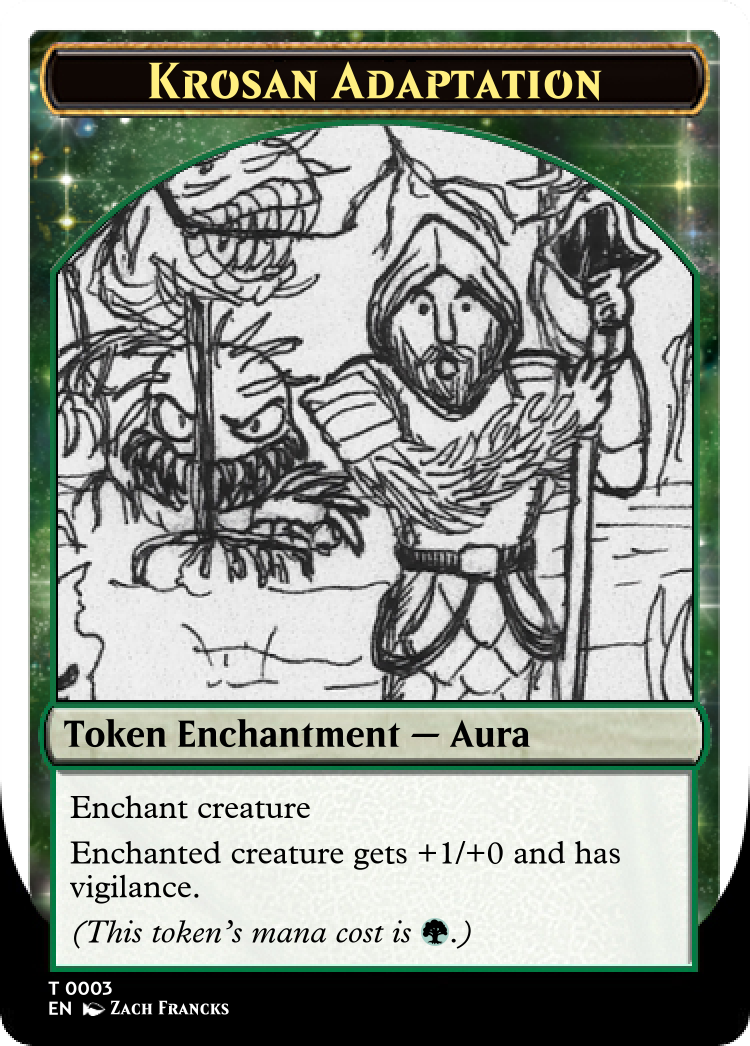 Krosan Adaptation
Token Enchantment — Aura
Enchant creature
Enchanted creature gets +1/+0 and has
vigilance.
(This token's mana cost is .)
T 0003
EN Zach Francks